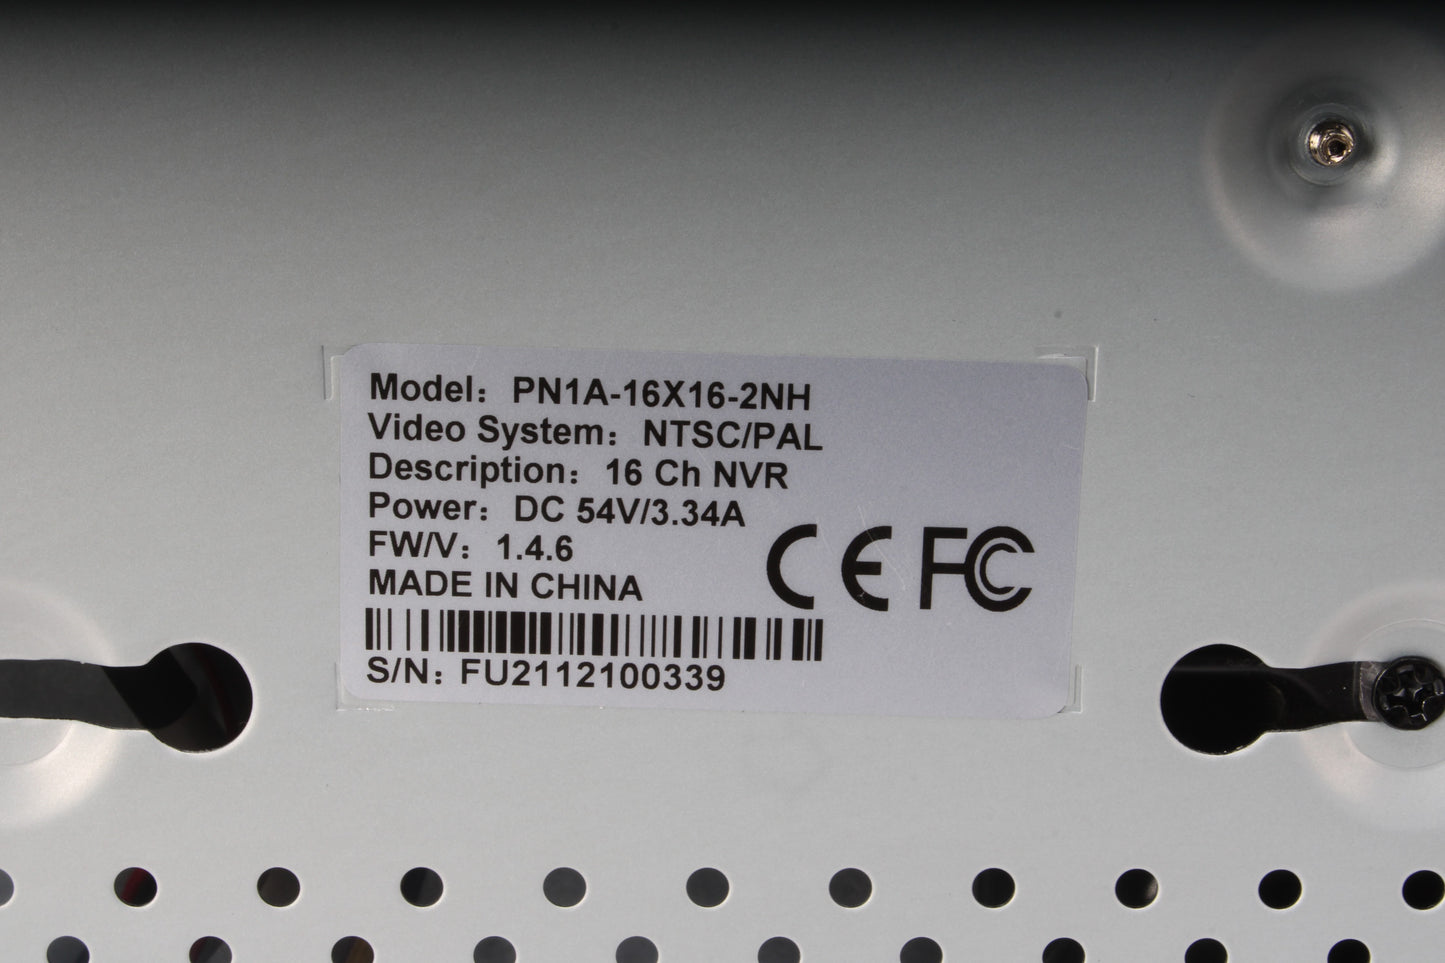 Model: PN1A-16X16-2NH
Video System: NTSC/PAL
Description: 16 Ch NVR
Power: DC 54V/3.34A
FW/V: 1.4.6
MADE IN CHINA
CE FC
S/N: FU2112100339